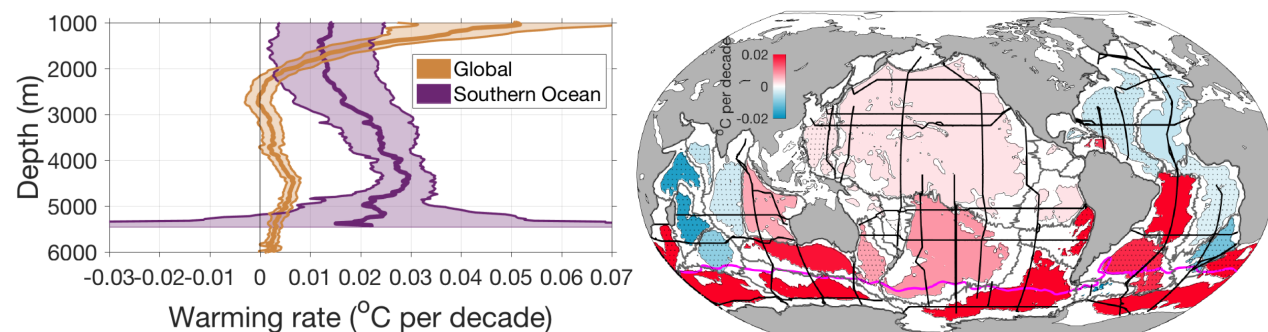 1000
2000
3000
4000
5000
6000
Depth (m)
Global
Southern Ocean
-0.03-0.02-0.01 0 0.01 0.02 0.03 0.04 0.05 0.06 0.07
Warming rate (°C per decade)
0.02
0
-0.02
°C per decade